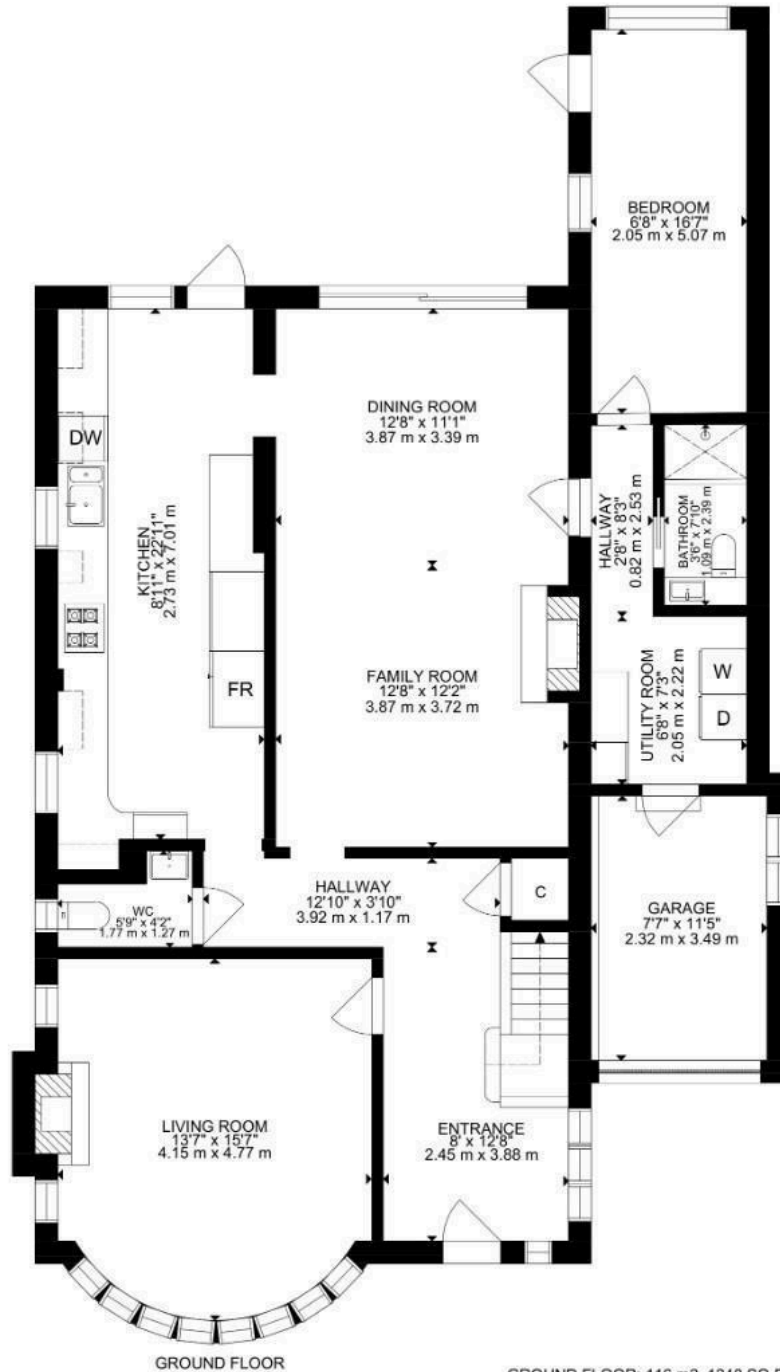 BEDROOM
6'8" x 16'7"
2.05 m x 5.07 m
DINING ROOM
12'8" x 11'1"
3.87 m x 3.39 m
DW
KITCHEN
8'11" x 22'11"
2.73 m x 7.01 m
HALLWAY
2'8" x 8'3"
0.82 m x 2.53 m
BATHROOM
3'6" x 7'10"
1.09 m x 2.39 m
FAMILY ROOM
12'8" x 12'2"
3.87 m x 3.72 m
FR
UTILITY ROOM
6'8" x 7'3"
2.05 m x 2.22 m
W
D
HALLWAY
12'10" x 3'10"
3.92 m x 1.17 m
C
WC
5'9" x 4'2"
1.77 m x 1.27 m
GARAGE
7'7" x 11'5"
2.32 m x 3.49 m
LIVING ROOM
13'7" x 15'7"
4.15 m x 4.77 m
ENTRANCE
8' x 12'8"
2.45 m x 3.88 m
GROUND FLOOR